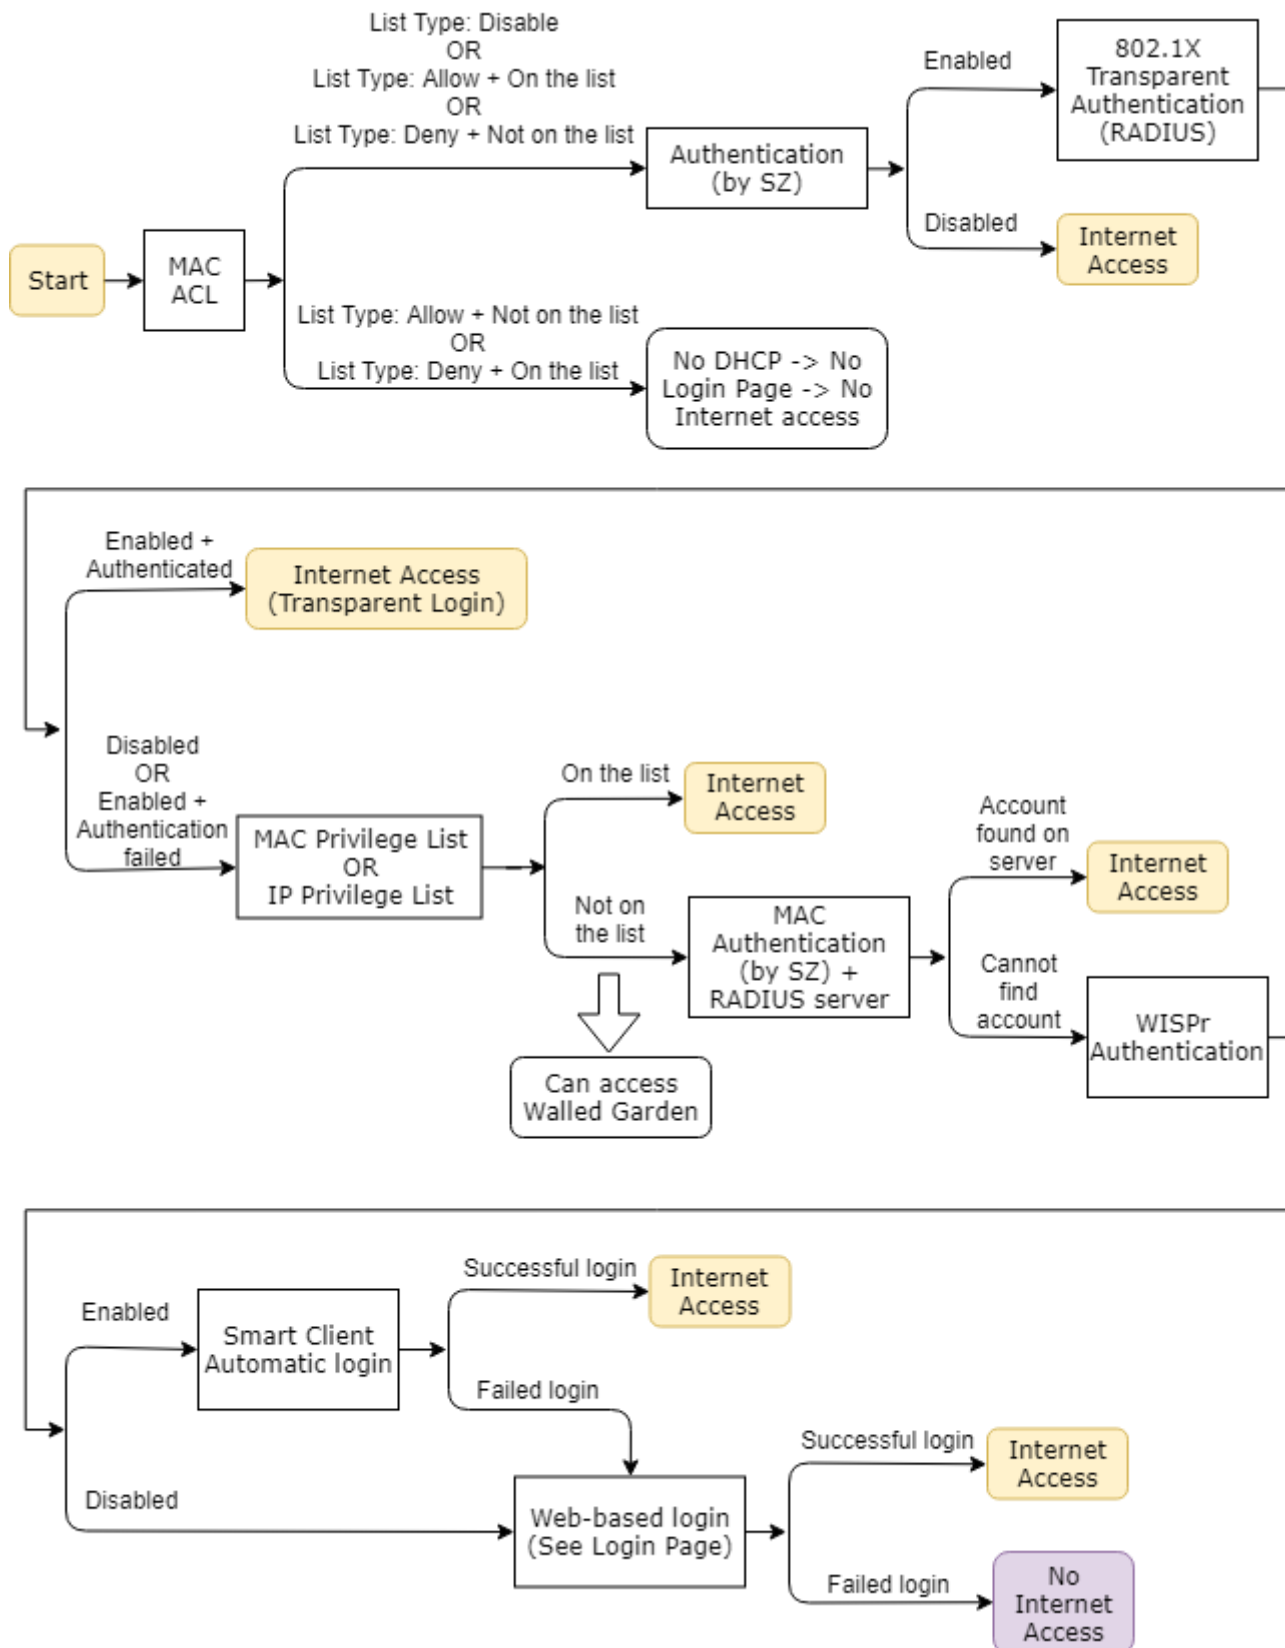 List Type: Disable
OR
List Type: Allow + On the list
OR
List Type: Deny + Not on the list
Authentication
(by SZ)
Enabled
802.1X
Transparent
Authentication
(RADIUS)
Disabled
Internet
Access
Start
MAC
ACL
List Type: Allow + Not on the list
OR
List Type: Deny + On the list
No DHCP -> No
Login Page -> No
Internet access
Enabled +
Authenticated
Internet Access
(Transparent Login)
Disabled
OR
Enabled +
Authentication
failed
MAC Privilege List
OR
IP Privilege List
On the list
Internet
Access
Not on
the list
MAC
Authentication
(by SZ) +
RADIUS server
Can access
Walled Garden
Account
found on
server
Internet
Access
Cannot
find
account
WISPr
Authentication
Enabled
Smart Client
Automatic login
Successful login
Internet
Access
Failed login
Disabled
Web-based login
(See Login Page)
Successful login
Internet
Access
Failed login
No
Internet
Access